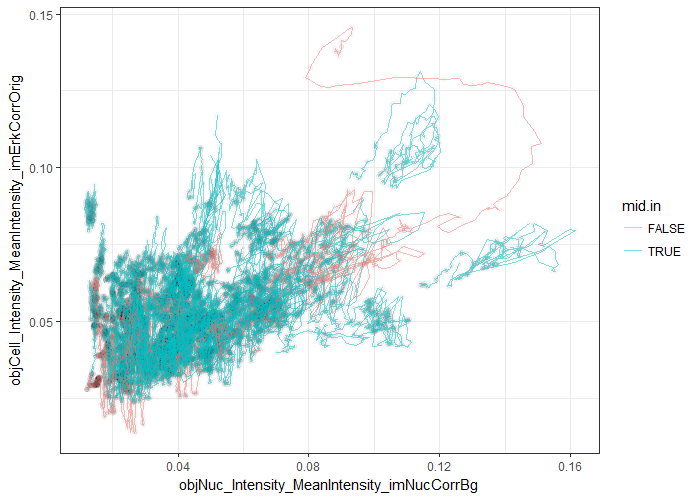 0.15
0.10
0.05
objCell_Intensity_MeanIntensity_imErkCorrOrig
0.04
0.08
0.12
0.16
objNuc_Intensity_MeanIntensity_imNucCorrBg
mid.in
FALSE
TRUE